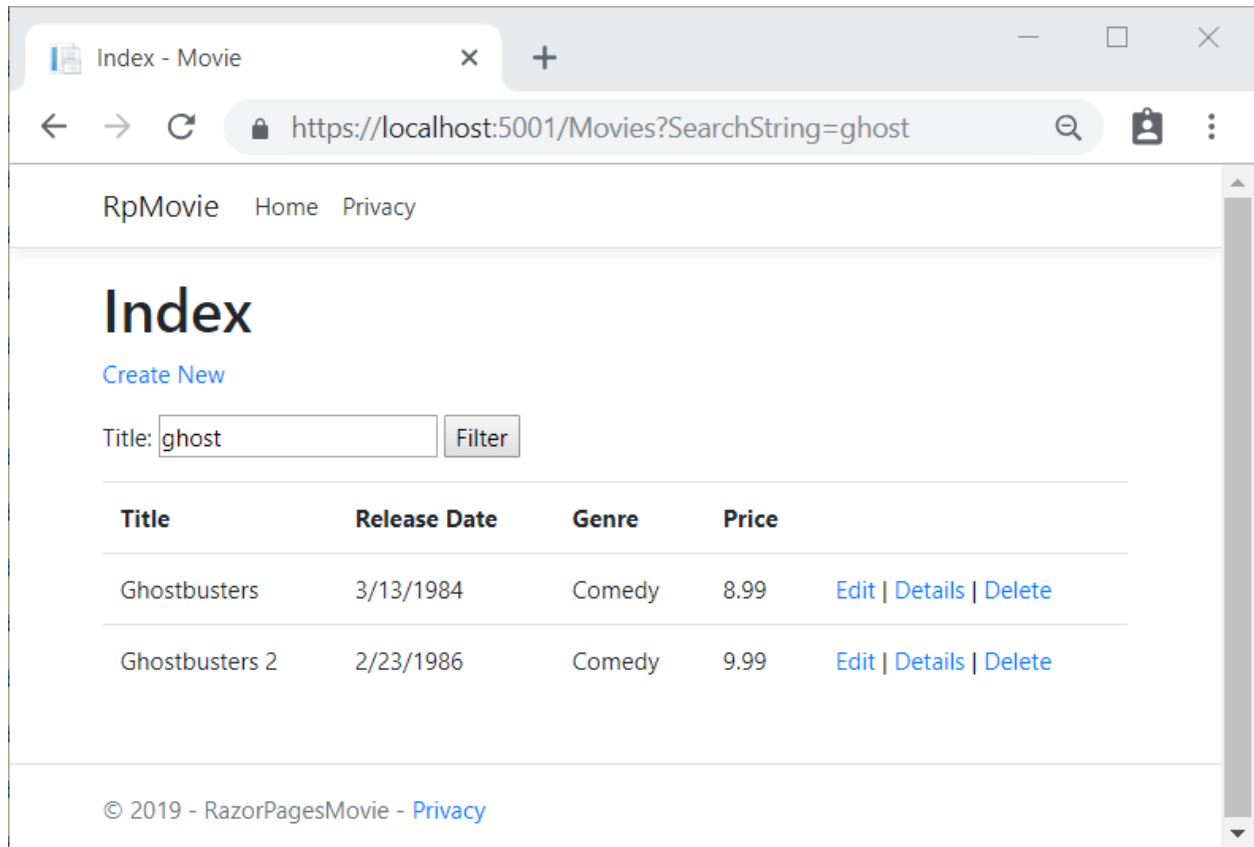 Index - Movie
https://localhost:5001/Movies?SearchString=ghost
RpMovie Home Privacy
Index
Create New
Title: ghost Filter
Title Release Date Genre Price
Ghostbusters 3/13/1984 Comedy 8.99 Edit | Details | Delete
Ghostbusters 2 2/23/1986 Comedy 9.99 Edit | Details | Delete
© 2019 - RazorPagesMovie - Privacy